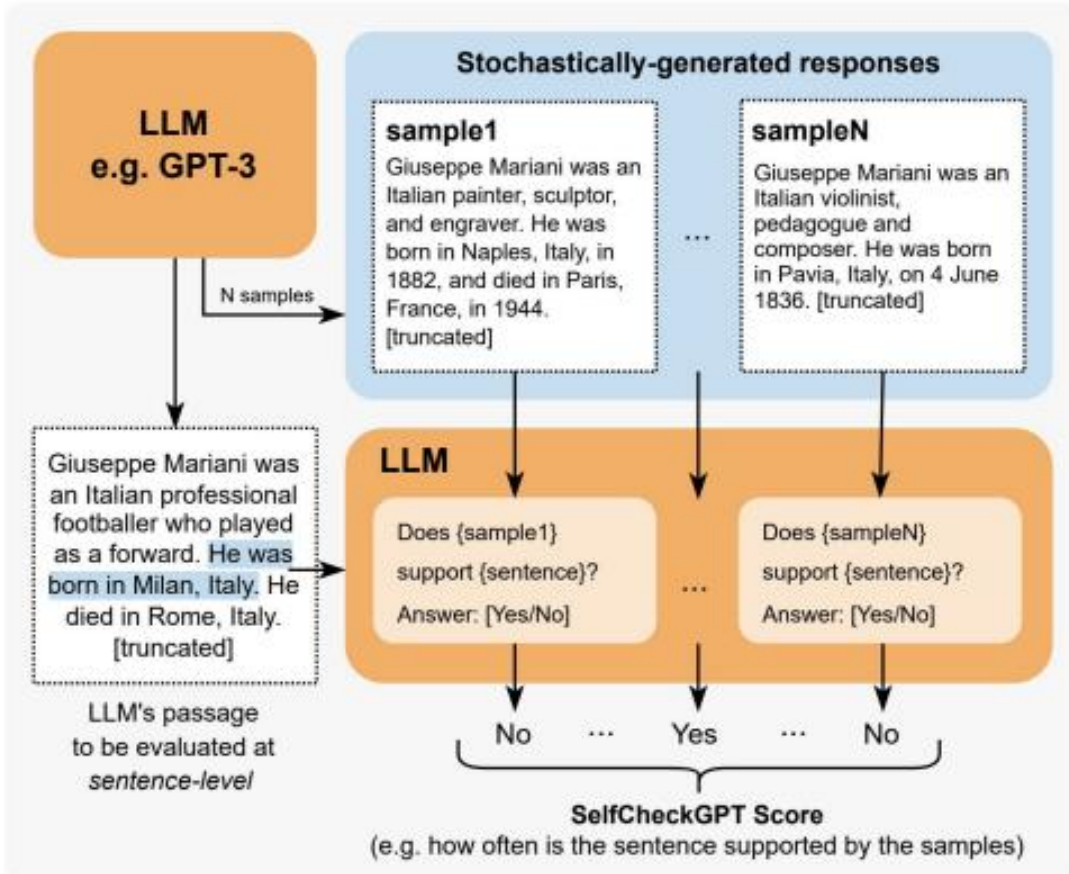 LLM
e.g. GPT-3
Stochastically-generated responses
sample1
Giuseppe Mariani was an
Italian painter, sculptor,
and engraver. He was
born in Naples, Italy, in
1882, and died in Paris,
France, in 1944.
[truncated]
...
sampleN
Giuseppe Mariani was an
Italian violinist,
pedagogue and
composer. He was born
in Pavia, Italy, on 4 June
1836. [truncated]
N samples
Giuseppe Mariani was
an Italian professional
footballer who played
as a forward. He was
born in Milan, Italy. He
died in Rome, Italy.
[truncated]
LLM's passage
to be evaluated at
sentence-level
LLM
Does {sample1}
support {sentence}?
Answer: [Yes/No]
...
Does {sampleN}
support {sentence}?
Answer: [Yes/No]
No ... Yes ... No
SelfCheckGPT Score
(e.g. how often is the sentence supported by the samples)